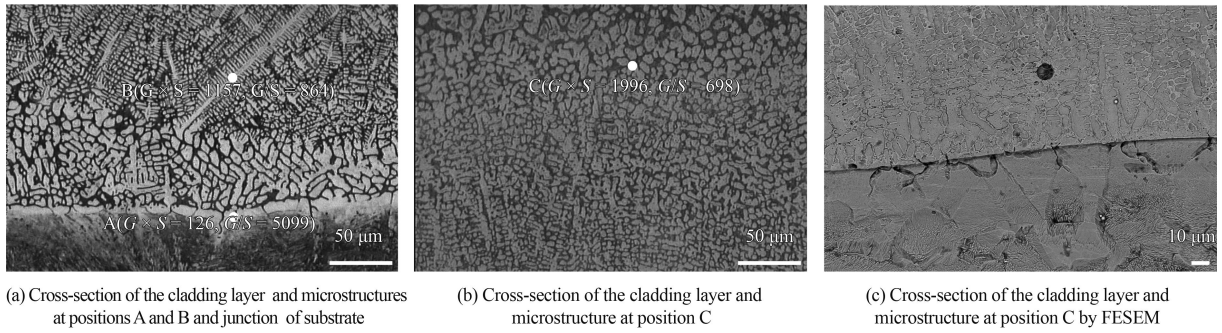 B(G × S = 1157, G/S = 864)
A(G × S = 126, G/S = 5099)
50 μm
C(G × S = 1996, G/S = 698)
50 μm
10 μm
(a) Cross-section of the cladding layer and microstructures
at positions A and B and junction of substrate
(b) Cross-section of the cladding layer and
microstructure at position C
(c) Cross-section of the cladding layer and
microstructure at position C by FESEM